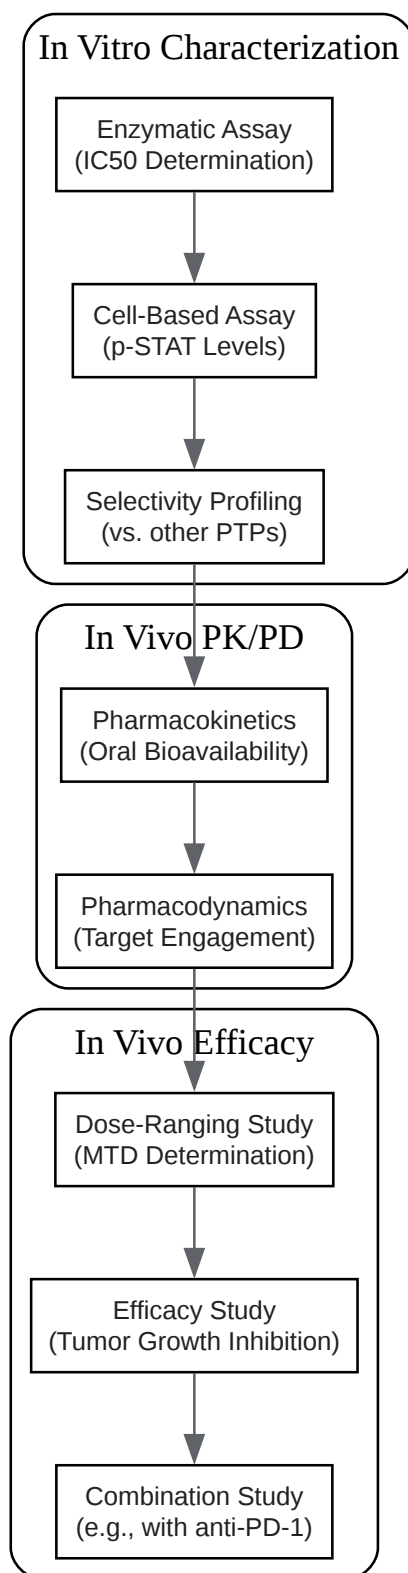 In Vitro Characterization
Enzymatic Assay
(IC50 Determination)
Cell-Based Assay
(p-STAT Levels)
Selectivity Profiling
(vs. other PTPs)
In Vivo PK/PD
Pharmacokinetics
(Oral Bioavailability)
Pharmacodynamics
(Target Engagement)
In Vivo Efficacy
Dose-Ranging Study
(MTD Determination)
Efficacy Study
(Tumor Growth Inhibition)
Combination Study
(e.g., with anti-PD-1)